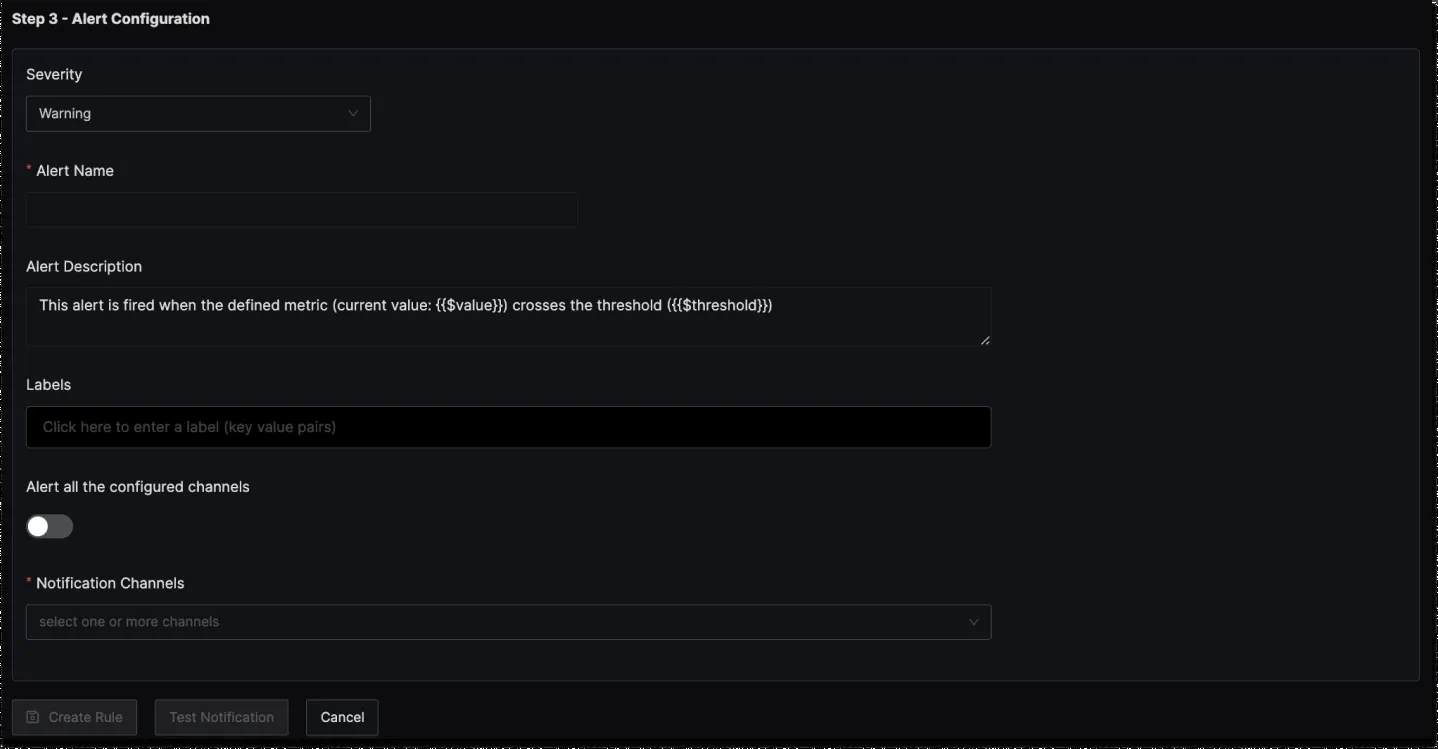 Step 3 - Alert Configuration
Severity
Warning
* Alert Name
Alert Description
This alert is fired when the defined metric (current value: {{$value}}) crosses the threshold ({{$threshold}})
Labels
Click here to enter a label (key value pairs)
Alert all the configured channels
* Notification Channels
select one or more channels
Create Rule Test Notification Cancel